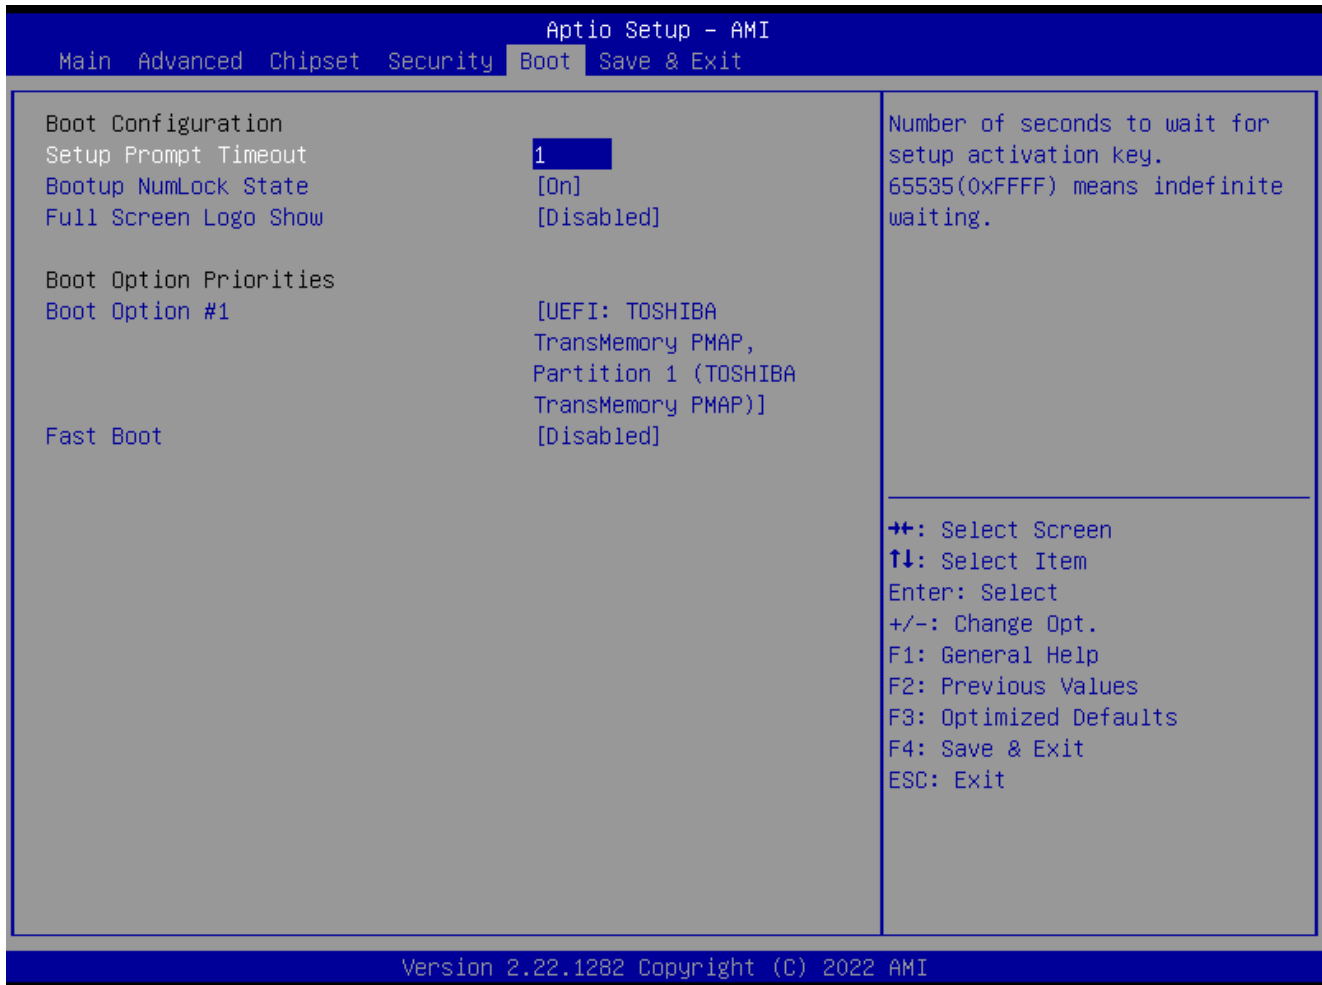 Aptio Setup – AMI
Main Advanced Chipset Security Boot Save & Exit
Boot Configuration
Setup Prompt Timeout 1
Bootup NumLock State [On]
Full Screen Logo Show [Disabled]
Boot Option Priorities
Boot Option #1 [UEFI: TOSHIBA
TransMemory PMAP,
Partition 1 (TOSHIBA
TransMemory PMAP)]
Fast Boot [Disabled]
Number of seconds to wait for
setup activation key.
65535(0xFFFF) means indefinite
waiting.
→←: Select Screen
↑↓: Select Item
Enter: Select
+/-: Change Opt.
F1: General Help
F2: Previous Values
F3: Optimized Defaults
F4: Save & Exit
ESC: Exit
Version 2.22.1282 Copyright (C) 2022 AMI